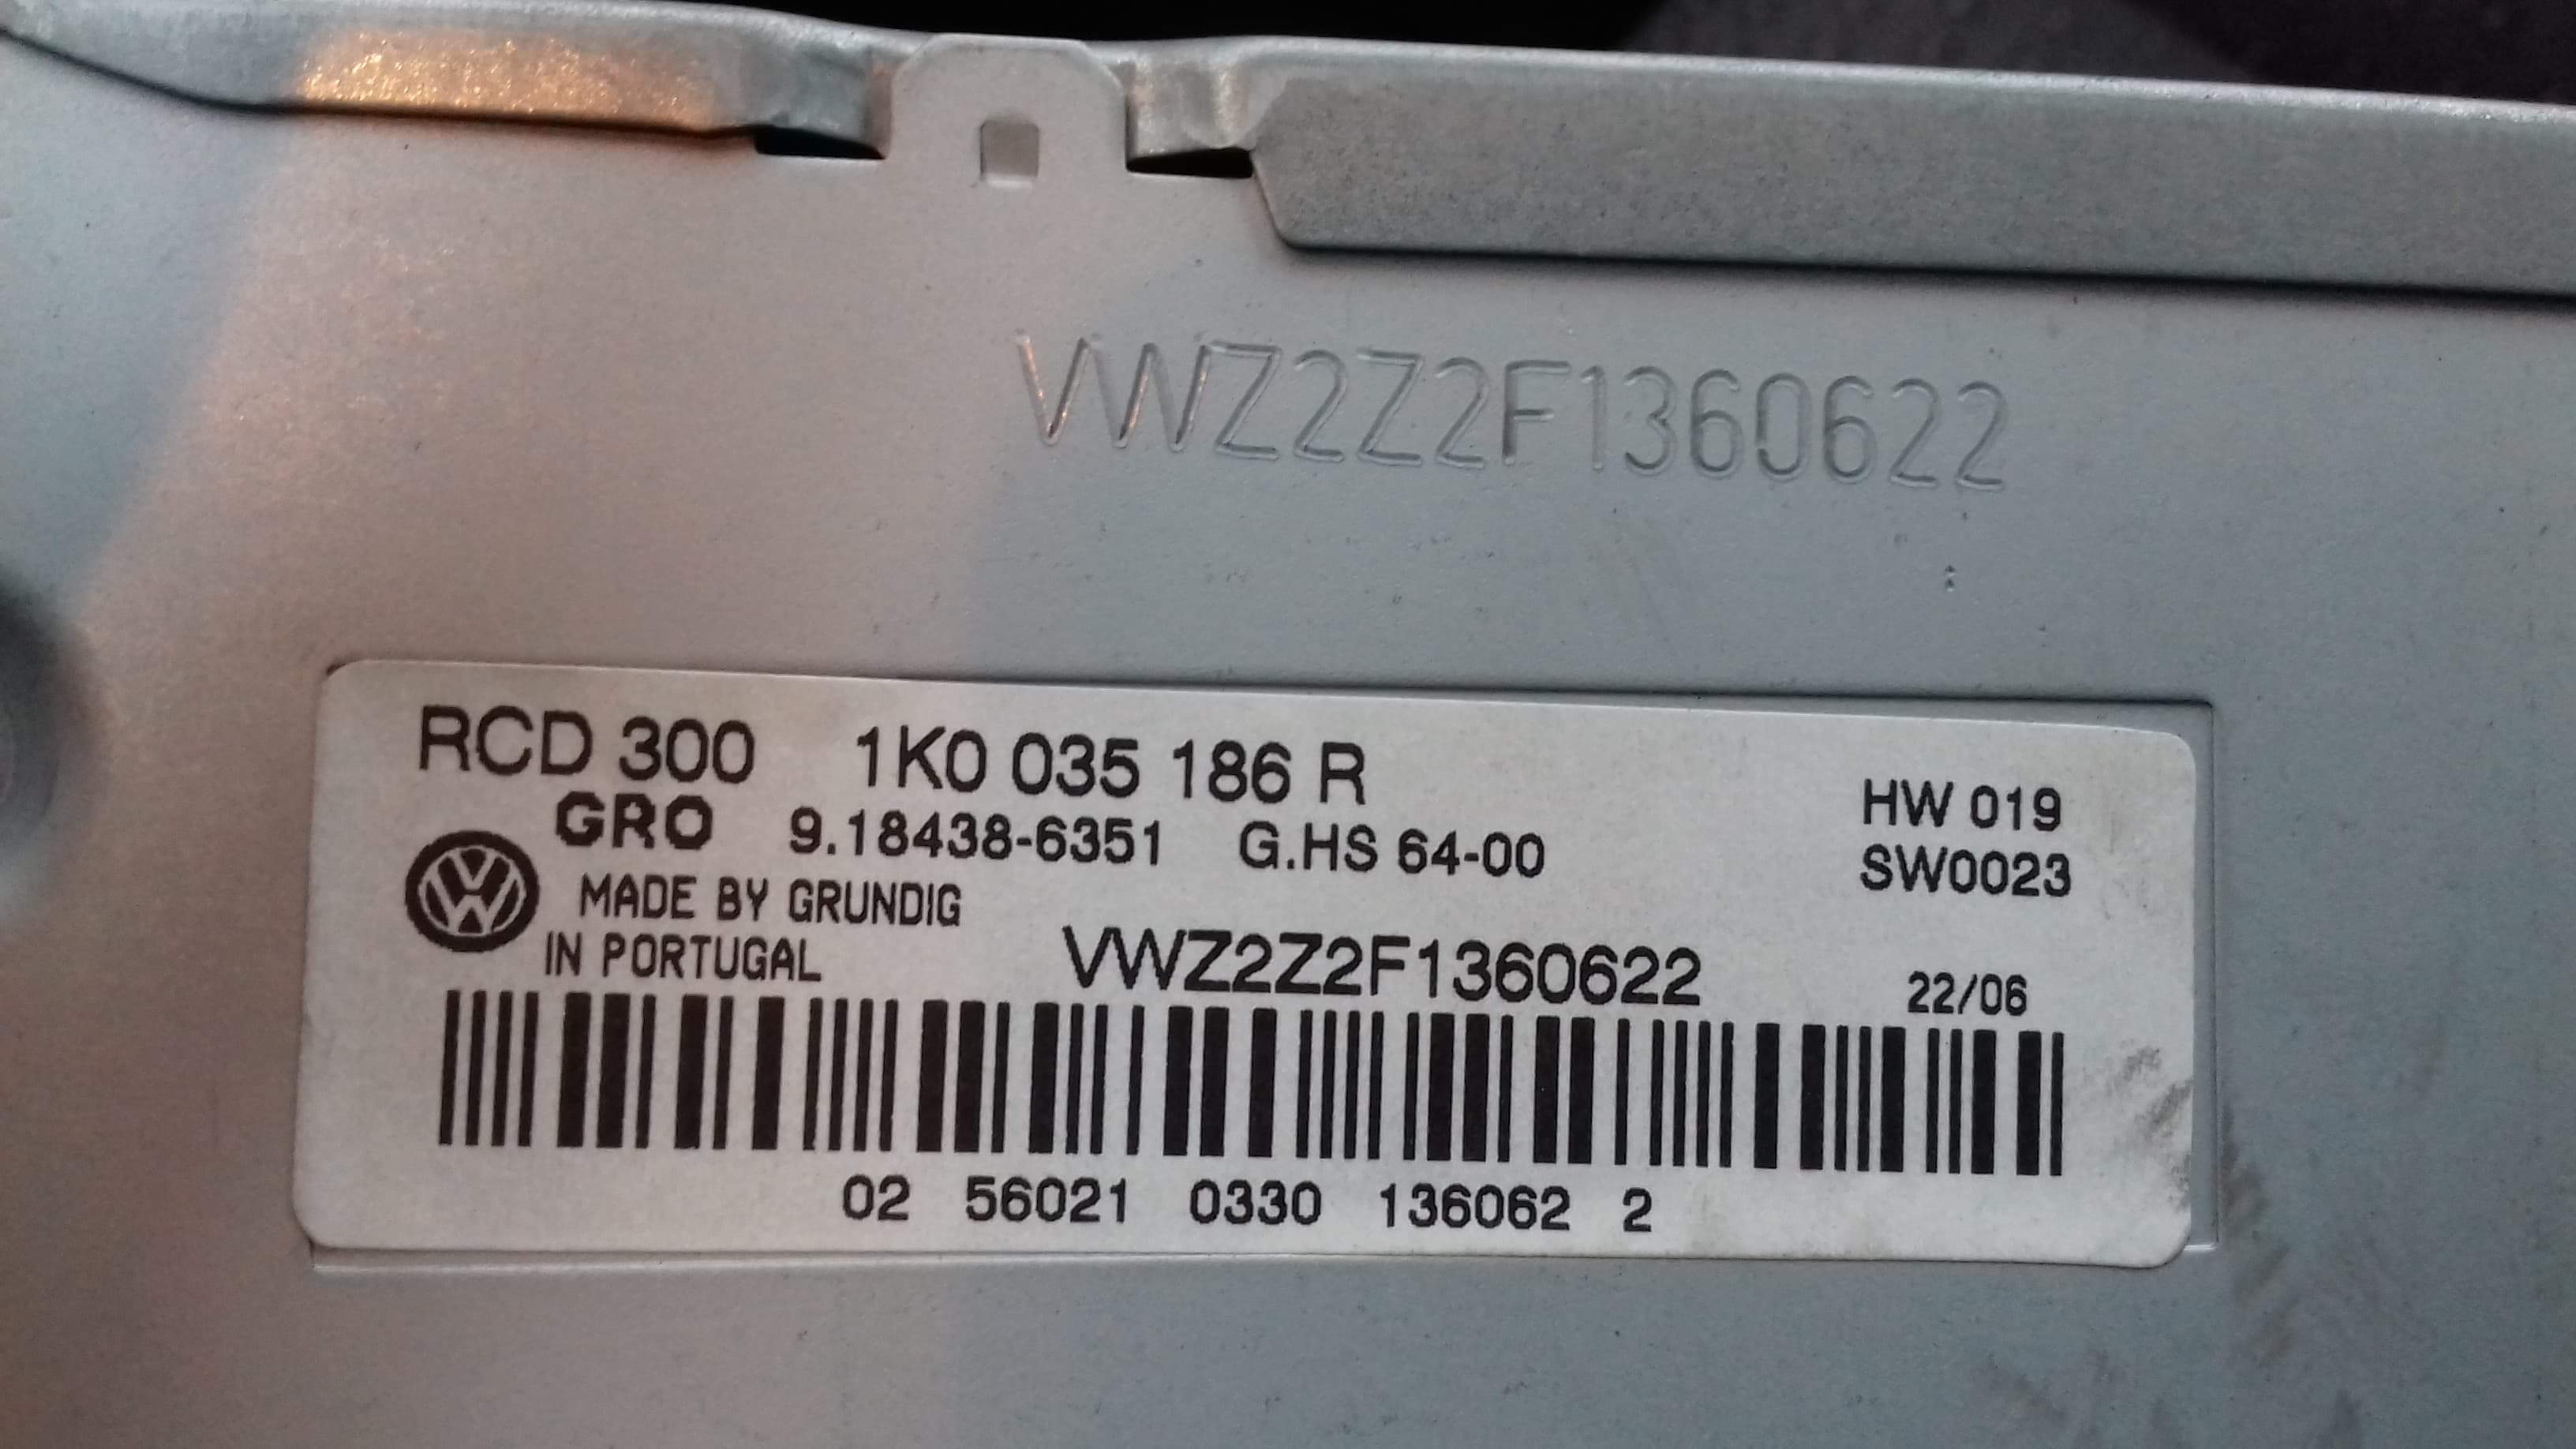 VWZ2Z2F1360622
RCD 300 1K0 035 186 R
HW 019
GRO 9.18438-6351 G.HS 64-00
SW0023
MADE BY GRUNDIG
IN PORTUGAL
VWZ2Z2F1360622
22/06
02 56021 0330 136062 2